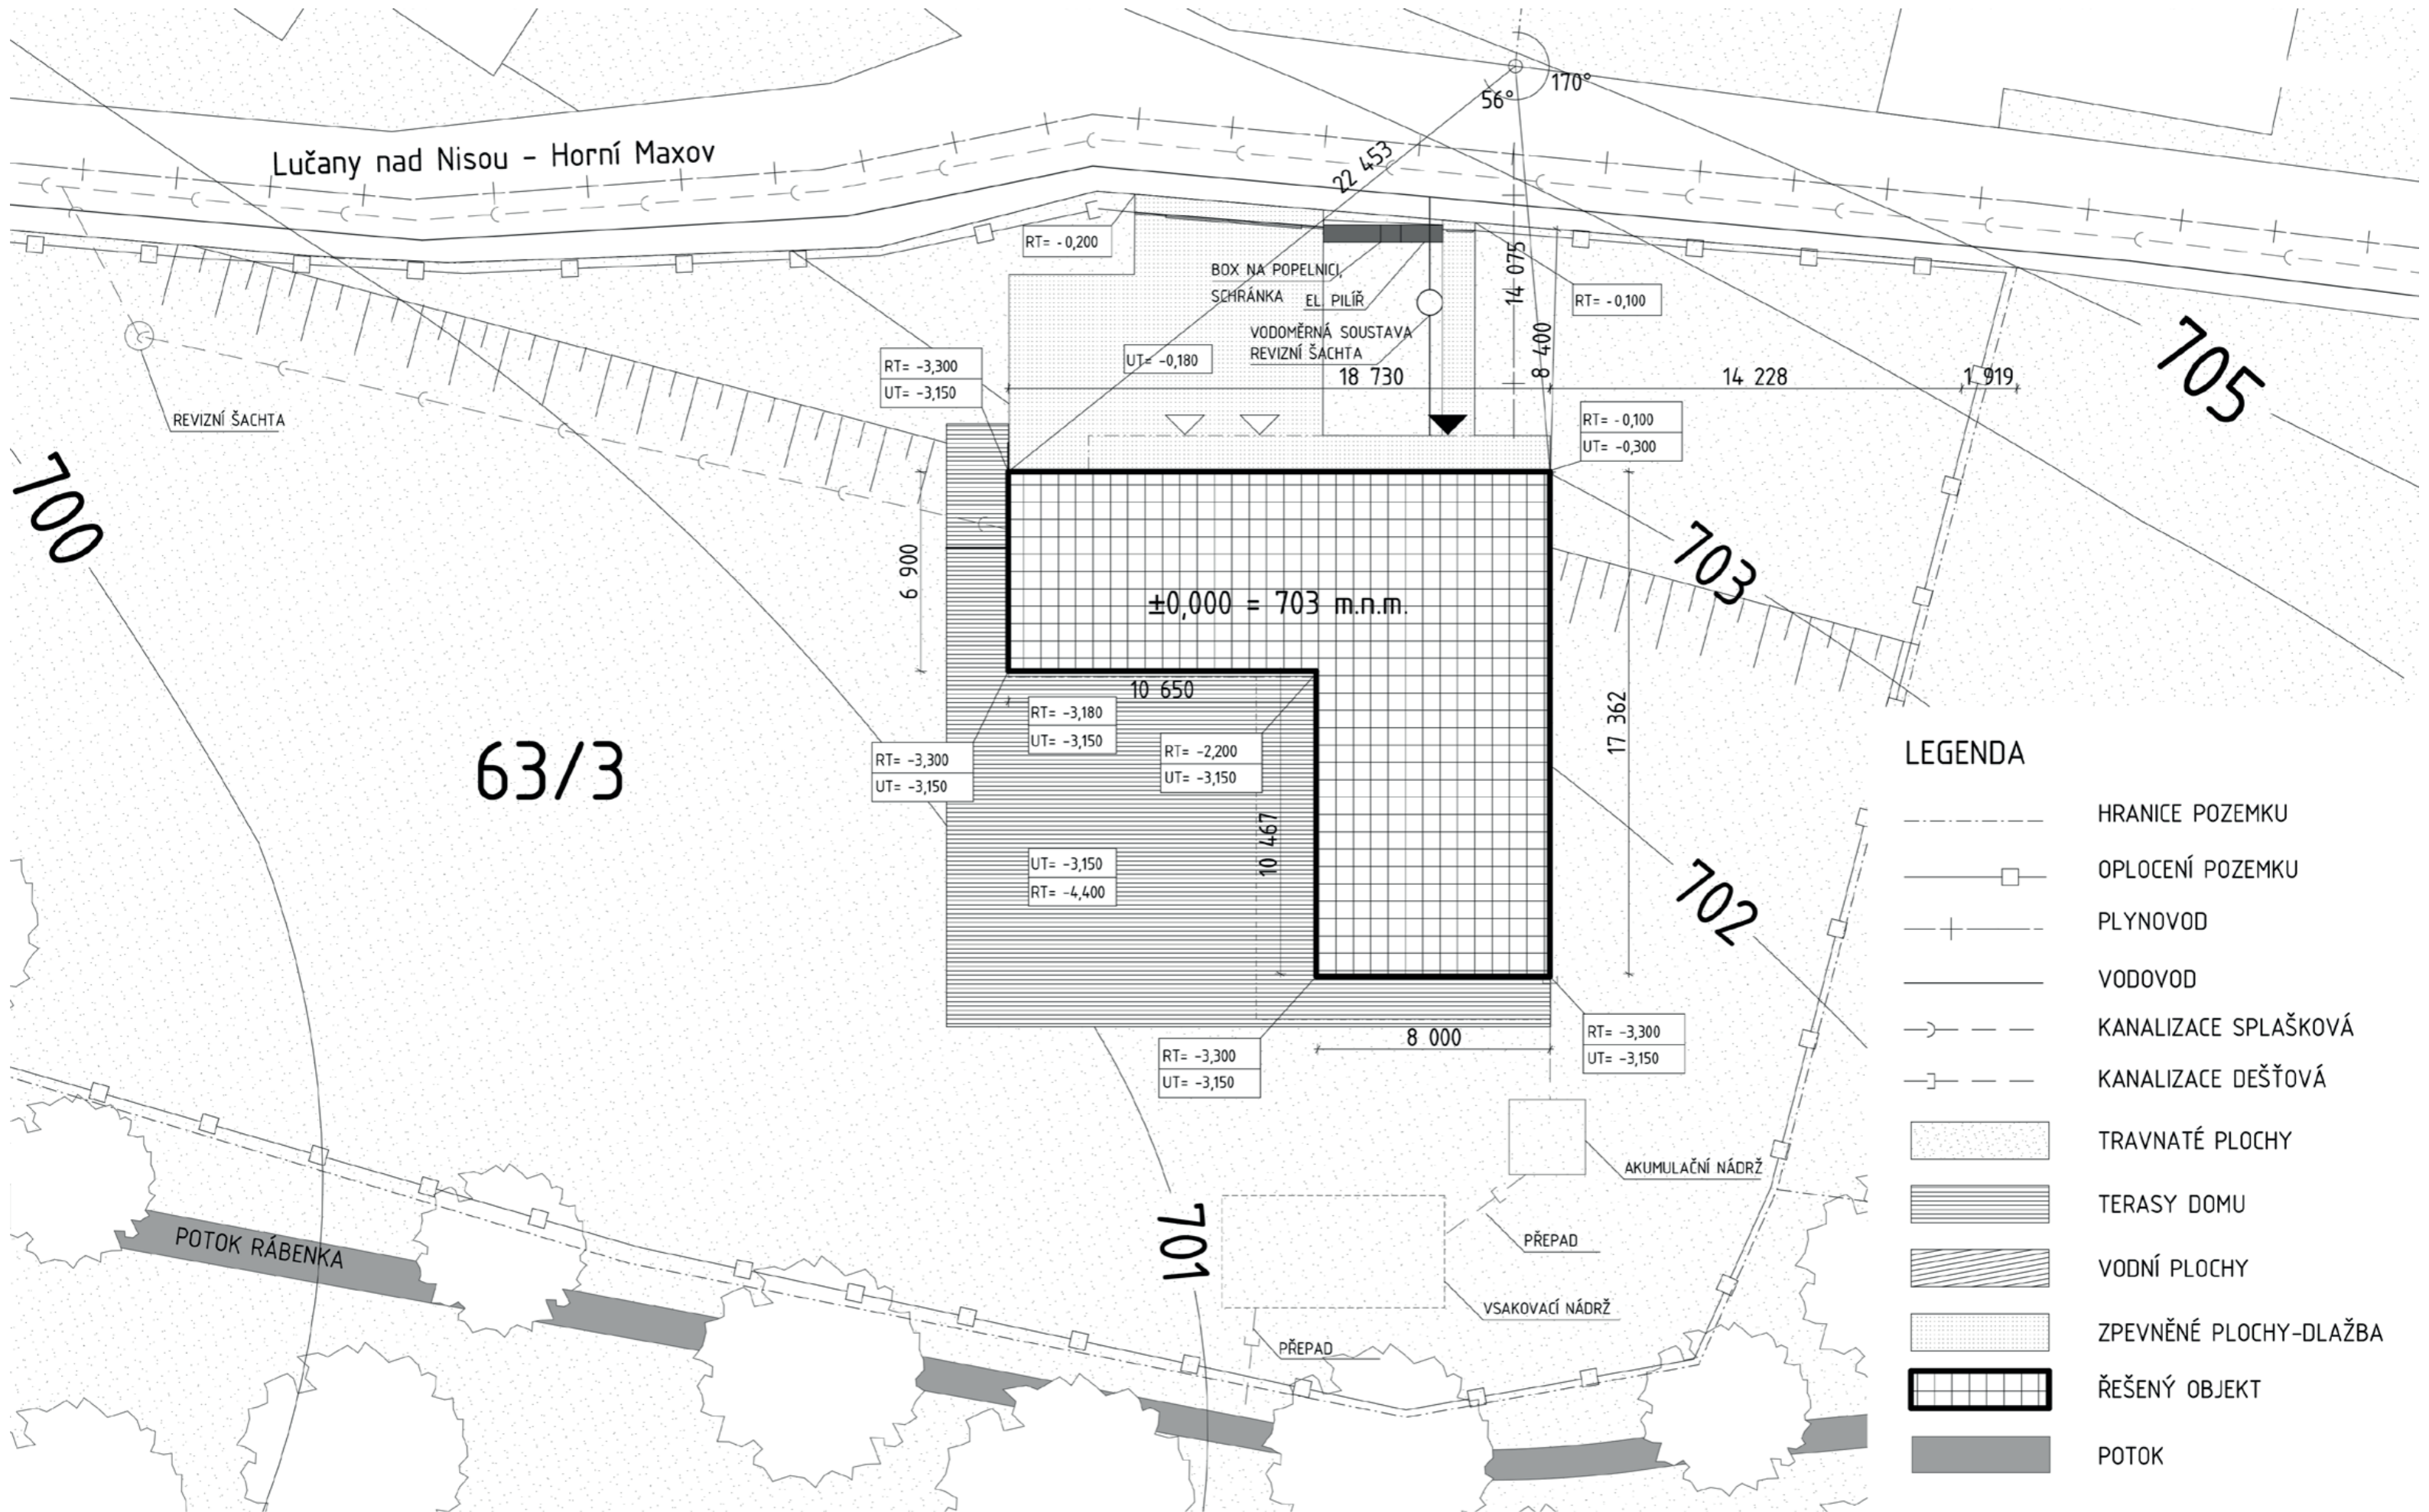 170°
56°
Lučany nad Nisou - Horní Maxov
22 453
RT= -0,200
BOX NA POPELNICI,
SCHRÁNKA
EL. PILÍŘ
14 075
RT= -0,100
VODOMĚRNÁ SOUSTAVA
REVIZNÍ ŠACHTA
8 400
UT= -0,180
RT= -3,300
UT= -3,150
18 730
14 228
1 919
705
REVIZNÍ ŠACHTA
RT= -0,100
UT= -0,300
700
703
6 900
±0,000 = 703 m.n.m.
10 650
RT= -3,180
UT= -3,150
RT= -2,200
UT= -3,150
17 362
63/3
RT= -3,300
UT= -3,150
10 467
UT= -3,150
RT= -4,400
702
8 000
RT= -3,300
UT= -3,150
RT= -3,300
UT= -3,150
AKUMULAČNÍ NÁDRŽ
701
PŘEPAD
POTOK RÁBENKA
VSAKOVACÍ NÁDRŽ
PŘEPAD
LEGENDA
HRANICE POZEMKU
OPLOCENÍ POZEMKU
PLYNOVOD
VODOVOD
KANALIZACE SPLAŠKOVÁ
KANALIZACE DEŠŤOVÁ
TRAVNATÉ PLOCHY
TERASY DOMU
VODNÍ PLOCHY
ZPEVNĚNÉ PLOCHY-DLAŽBA
ŘEŠENÝ OBJEKT
POTOK